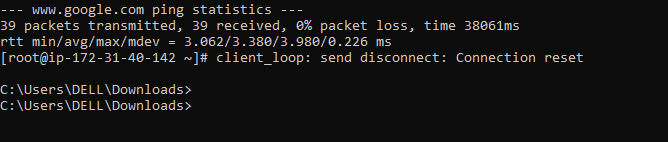 --- www.google.com ping statistics ---
39 packets transmitted, 39 received, 0% packet loss, time 38061ms
rtt min/avg/max/mdev = 3.062/3.380/3.980/0.226 ms
[root@ip-172-31-40-142 ~]# client_loop: send disconnect: Connection reset
C:\Users\DELL\Downloads>
C:\Users\DELL\Downloads>